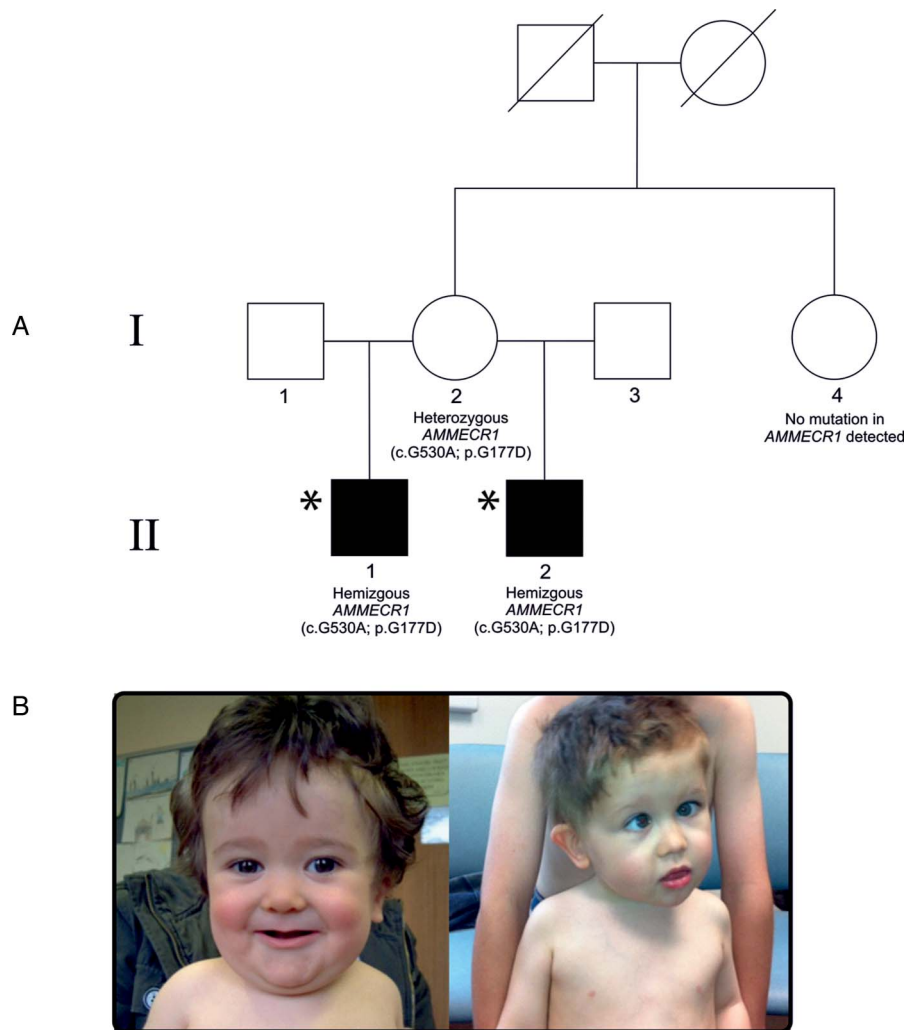 A
I
1
2
3
4
Heterozygous
AMMECR1
(c.G530A; p.G177D)
No mutation in
AMMECR1 detected
II
*
*
1
2
Hemizgous
AMMECR1
(c.G530A; p.G177D)
Hemizgous
AMMECR1
(c.G530A; p.G177D)
B